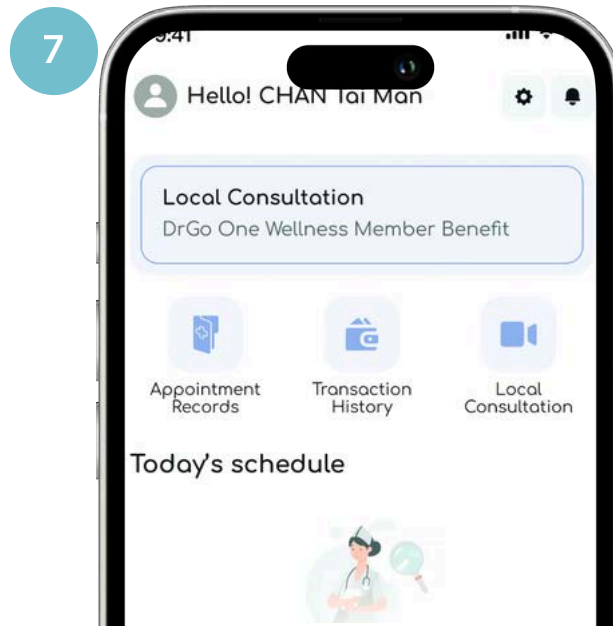 7
9:41
Hello! CHAN Tai Man
Local Consultation
DrGo One Wellness Member Benefit
Appointment
Records
Transaction
History
Local
Consultation
Today's schedule